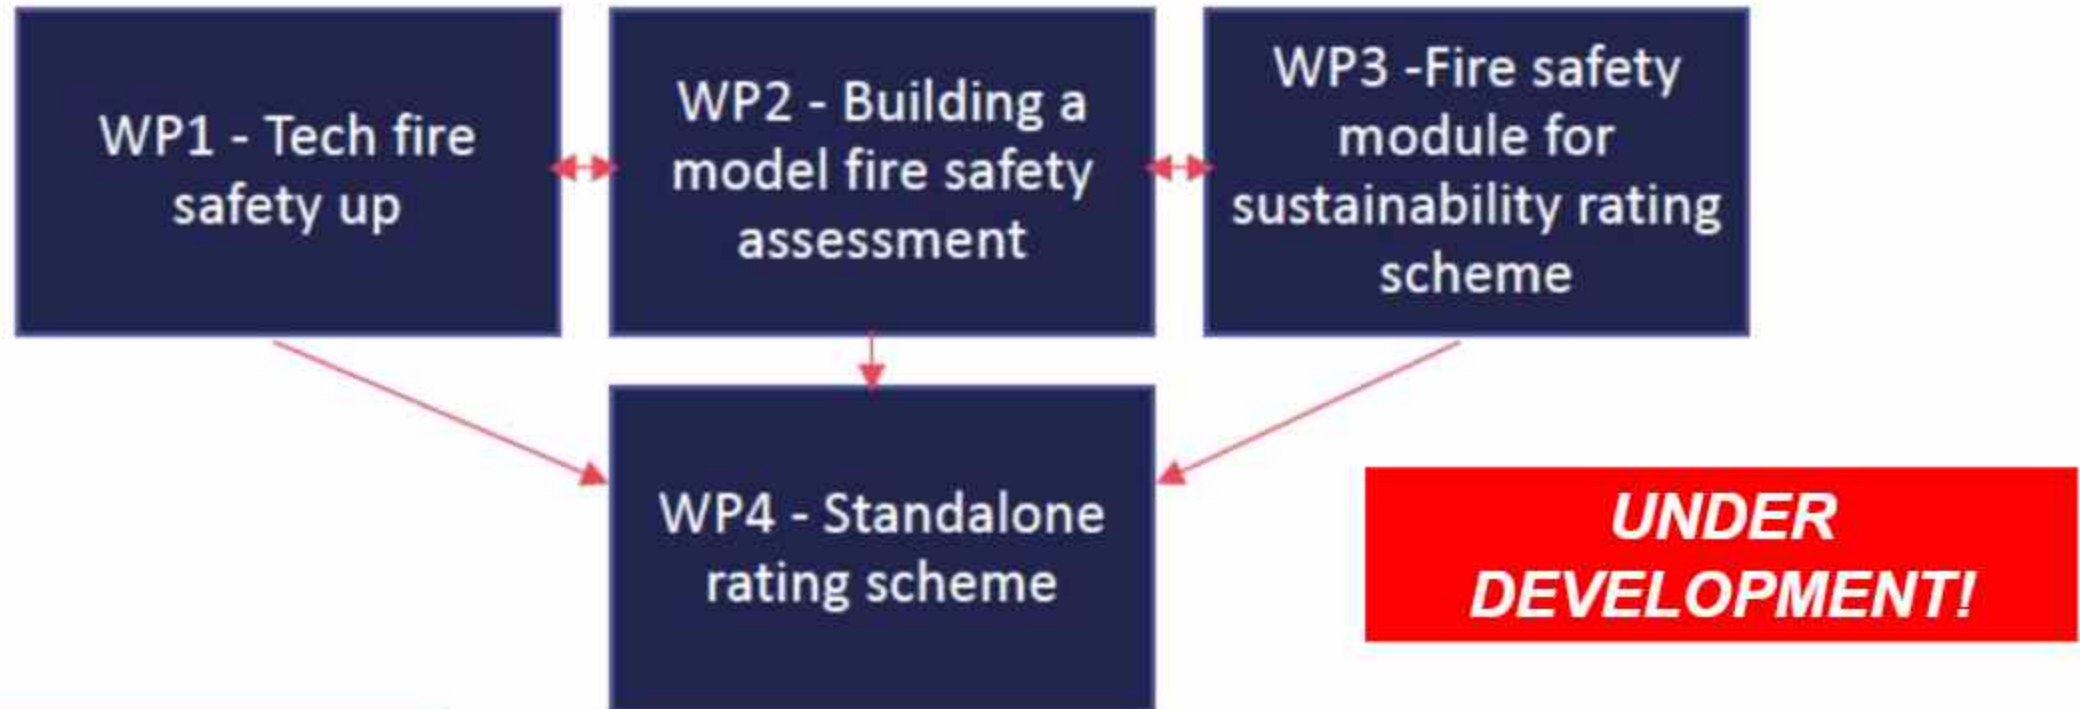 WP1 - Tech fire
safety up
WP2 - Building a
model fire safety
assessment
WP3 -Fire safety
module for
sustainability rating
scheme
WP4 - Standalone
rating scheme
UNDER
DEVELOPMENT!